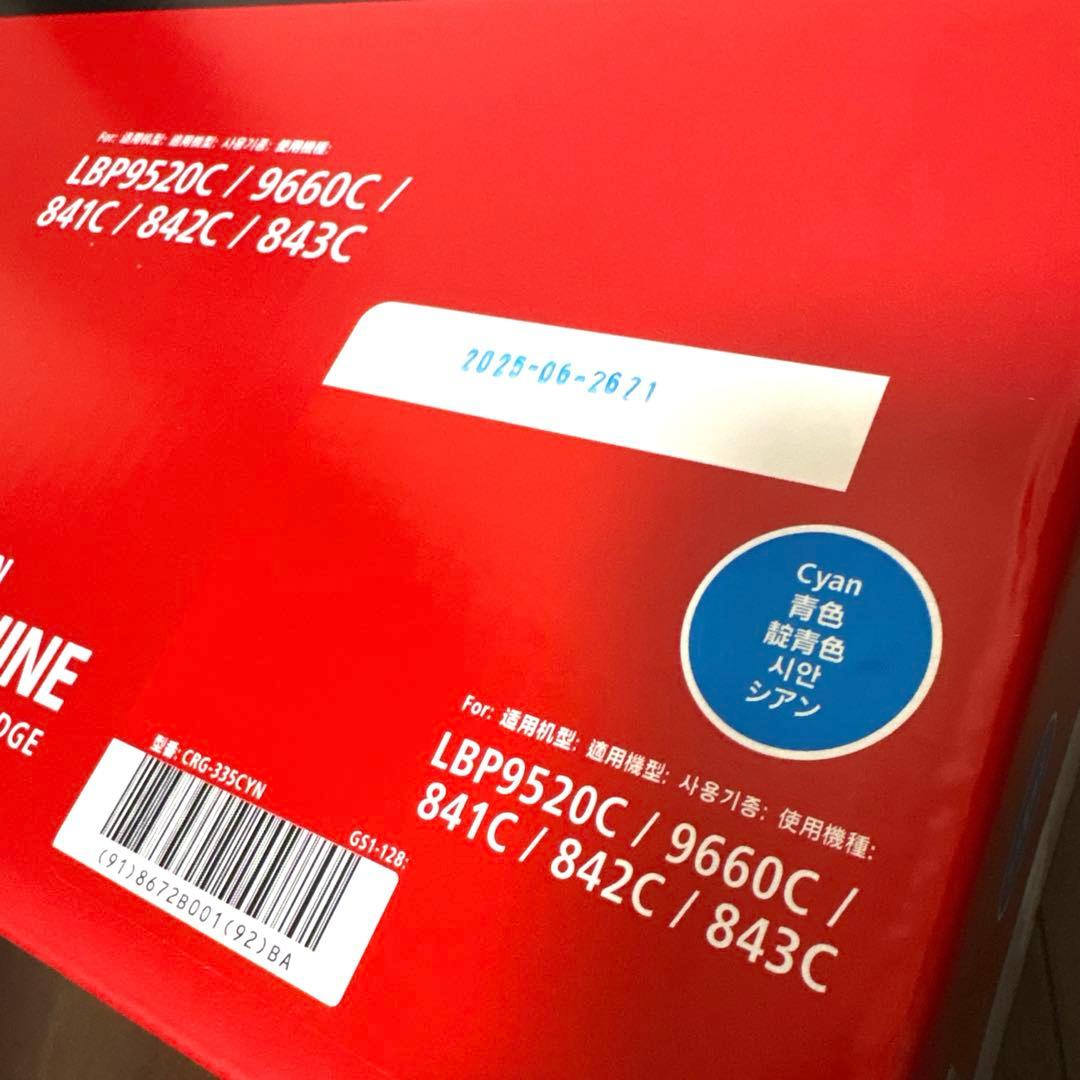 For: 适用机型: 適用機型: 사용기종: 使用機種:
LBP9520C / 9660C /
841C / 842C / 843C
2025-06-2621
Cyan
青色
靛青色
시안
シアン
For: 适用机型: 適用機型: 사용기종: 使用機種:
LBP9520C / 9660C /
841C / 842C / 843C
型番: CRG-335CYN
GS1-128:
(91)8672B001(92)BA